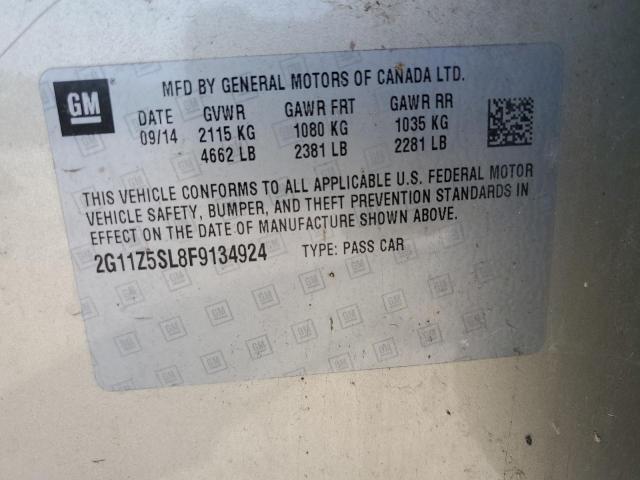 GM
MFD BY GENERAL MOTORS OF CANADA LTD.
DATE GVWR GAWR FRT GAWR RR
09/14 2115 KG 1080 KG 1035 KG
4662 LB 2381 LB 2281 LB
THIS VEHICLE CONFORMS TO ALL APPLICABLE U.S. FEDERAL MOTOR
VEHICLE SAFETY, BUMPER, AND THEFT PREVENTION STANDARDS IN
EFFECT ON THE DATE OF MANUFACTURE SHOWN ABOVE.
2G11Z5SL8F9134924 TYPE: PASS CAR